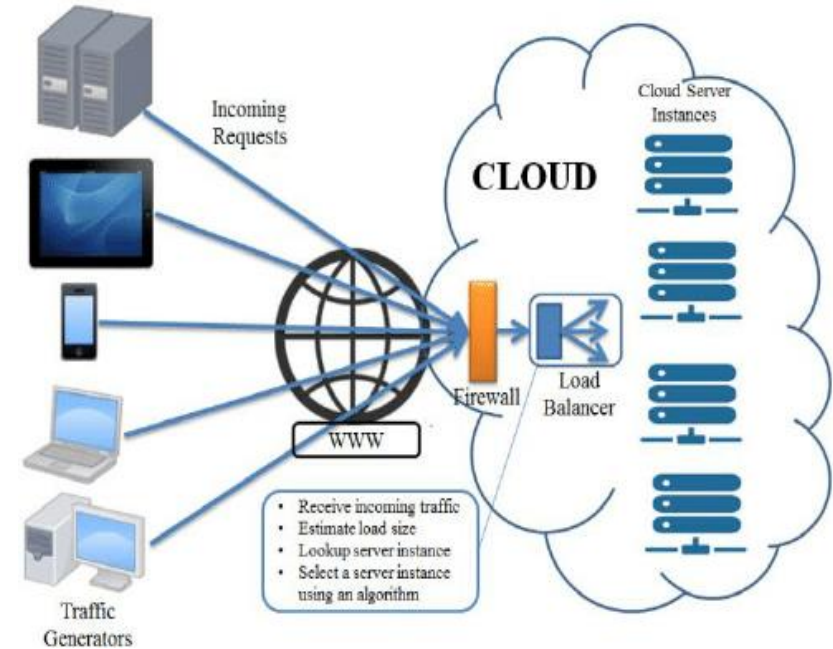 Incoming
Requests
Cloud Server
Instances
CLOUD
Firewall
Load
Balancer
WWW
• Receive incoming traffic
• Estimate load size
• Lookup server instance
• Select a server instance
using an algorithm
Traffic
Generators